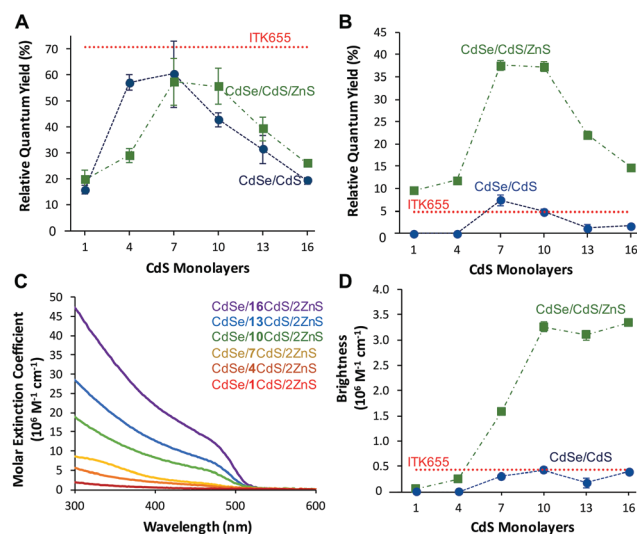 A
ITK655
Relative Quantum Yield (%)
80
70
60
50
40
30
20
10
0
CdSe/CdS/ZnS
CdSe/CdS
1 4 7 10 13 16
CdS Monolayers
B
Relative Quantum Yield (%)
45
40
35
30
25
20
15
10
5
0
CdSe/CdS/ZnS
CdSe/CdS
ITK655
1 4 7 10 13 16
CdS Monolayers
C
Molar Extinction Coefficient
(10⁶ M⁻¹ cm⁻¹)
50
45
40
35
30
25
20
15
10
5
0
CdSe/16CdS/2ZnS
CdSe/13CdS/2ZnS
CdSe/10CdS/2ZnS
CdSe/7CdS/2ZnS
CdSe/4CdS/2ZnS
CdSe/1CdS/2ZnS
300 400 500 600
Wavelength (nm)
D
Brightness
(10⁶ M⁻¹ cm⁻¹)
4.0
3.5
3.0
2.5
2.0
1.5
1.0
0.5
0.0
CdSe/CdS/ZnS
CdSe/CdS
ITK655
1 4 7 10 13 16
CdS Monolayers